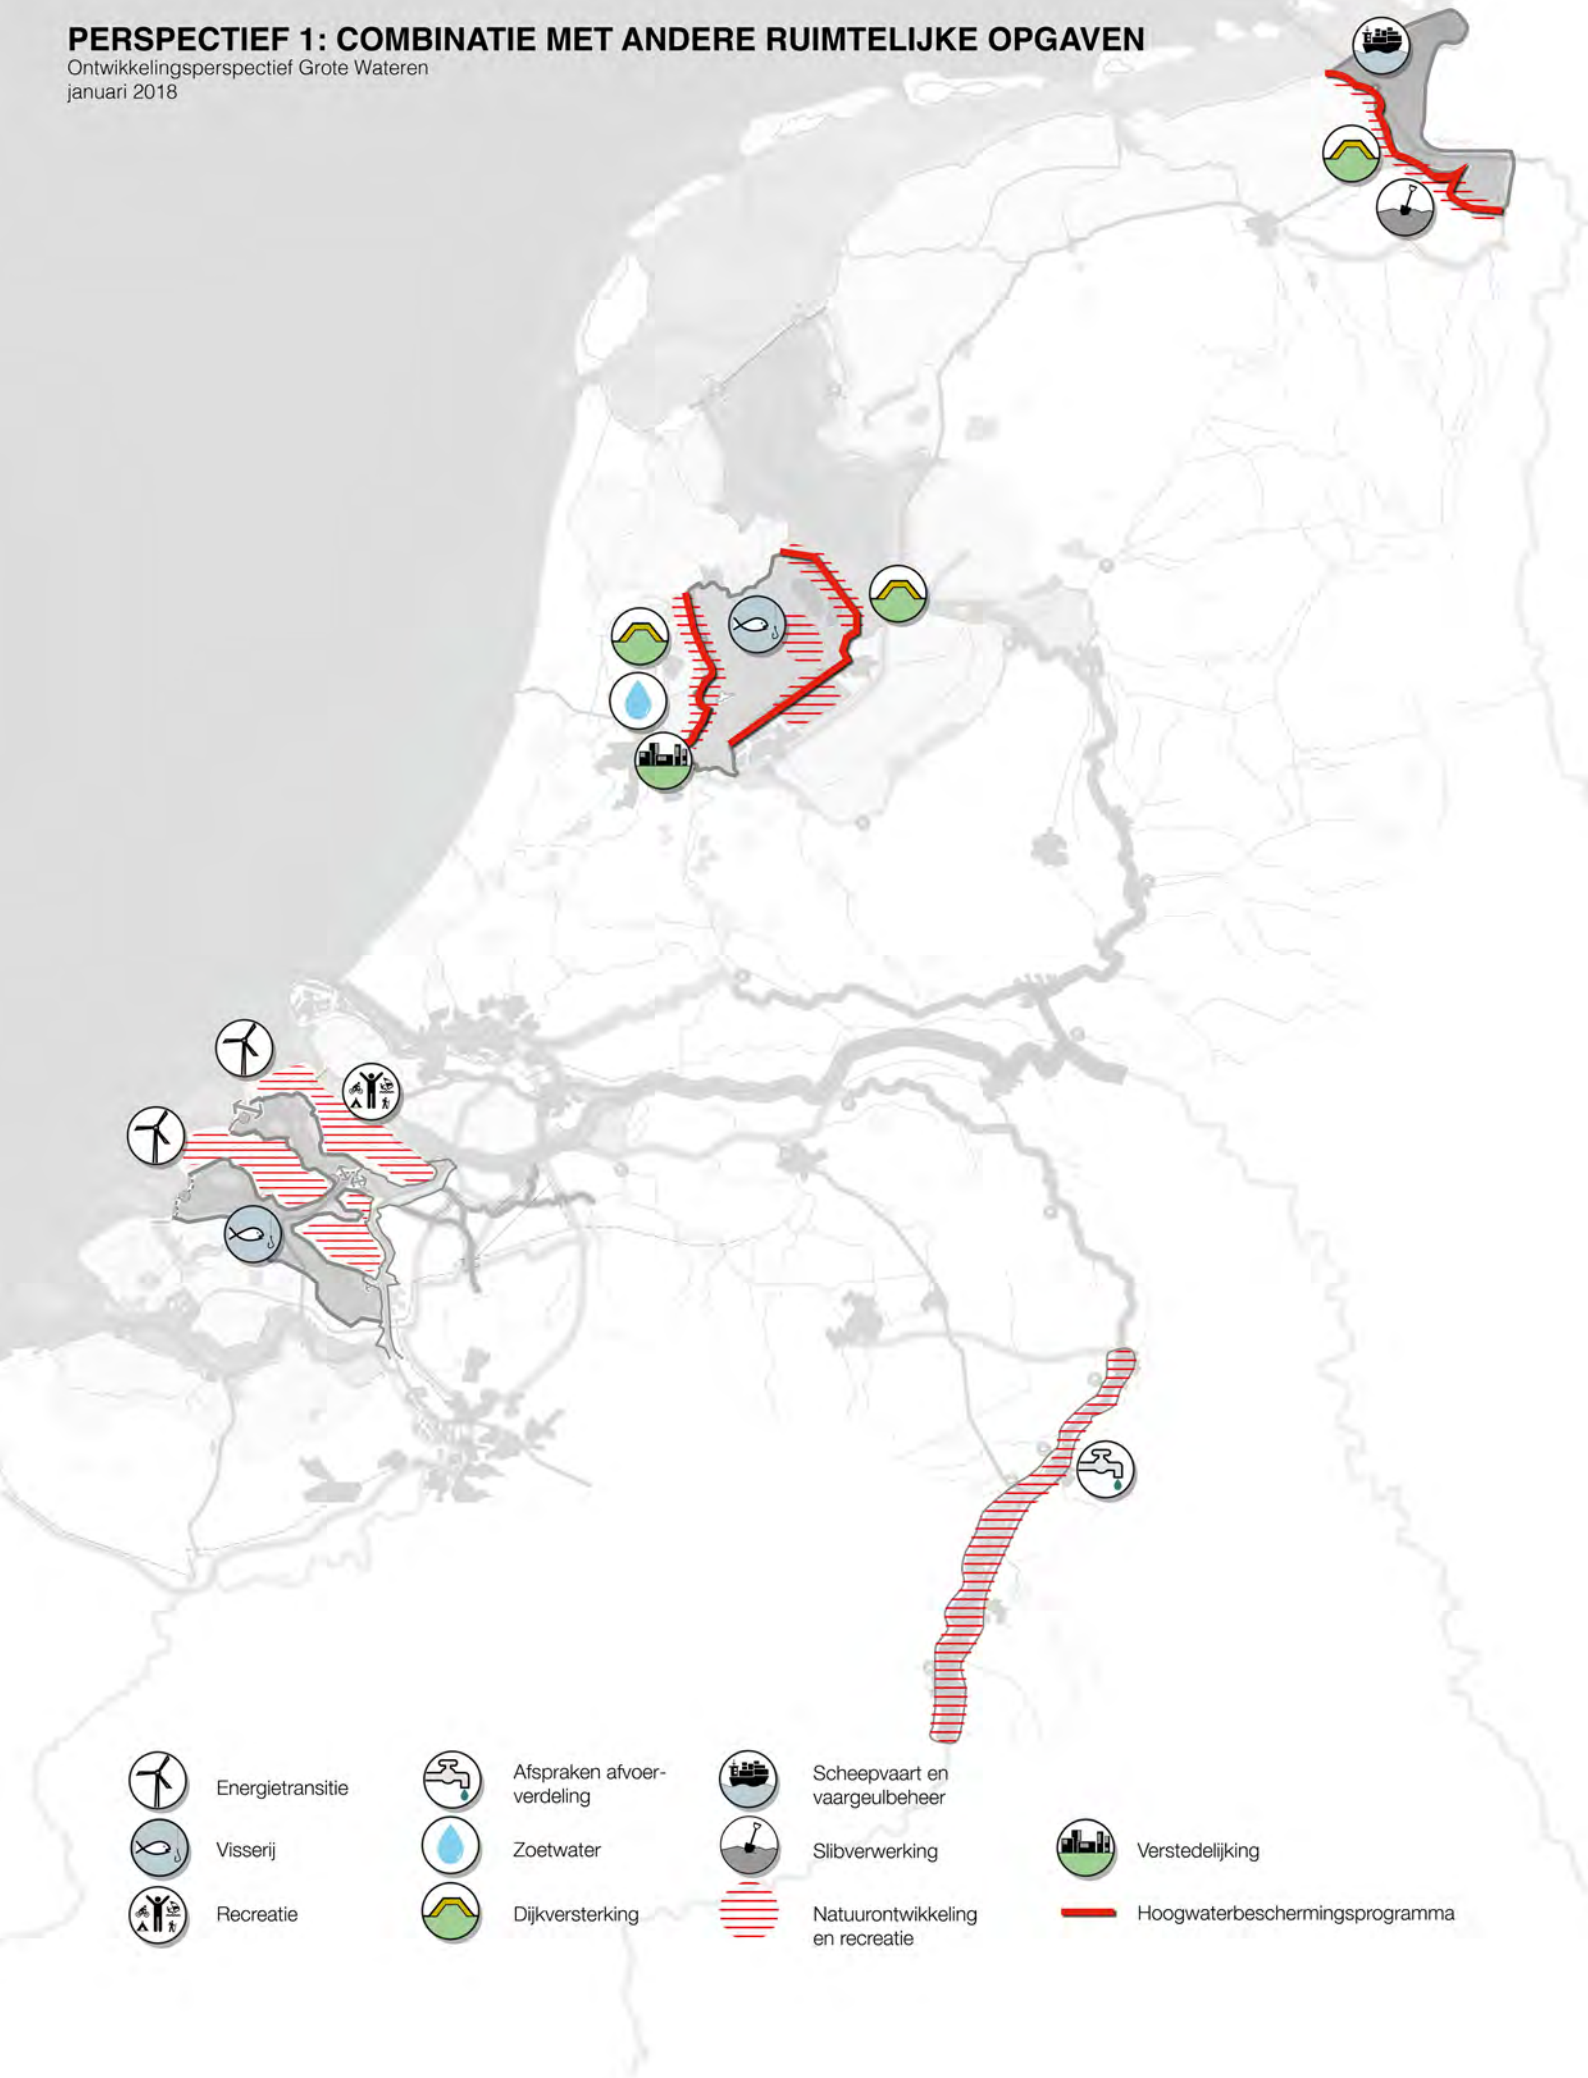 PERSPECTIEF 1: COMBINATIE MET ANDERE RUIMTELIJKE OPGAVEN
Ontwikkelingsperspectief Grote Wateren
januari 2018
Energietransitie
Visserij
Recreatie
Afspraken afvoer-
verdeling
Zoetwater
Dijkversterking
Scheepvaart en
vaargeulbeheer
Slibverwerking
Natuurontwikkeling
en recreatie
Verstedelijking
Hoogwaterbeschermingsprogramma